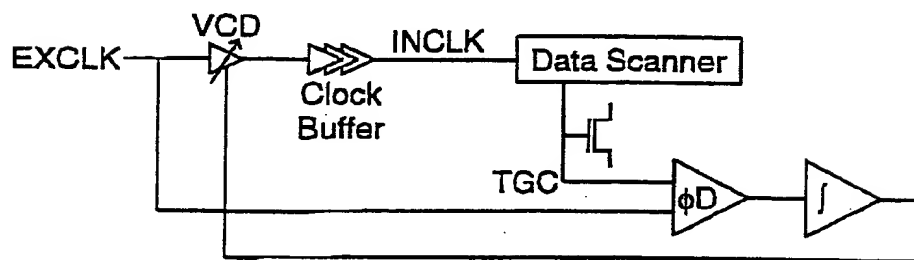 VCD
EXCLK
INCLK
Data Scanner
Clock
Buffer
TGC
ϕD
∫